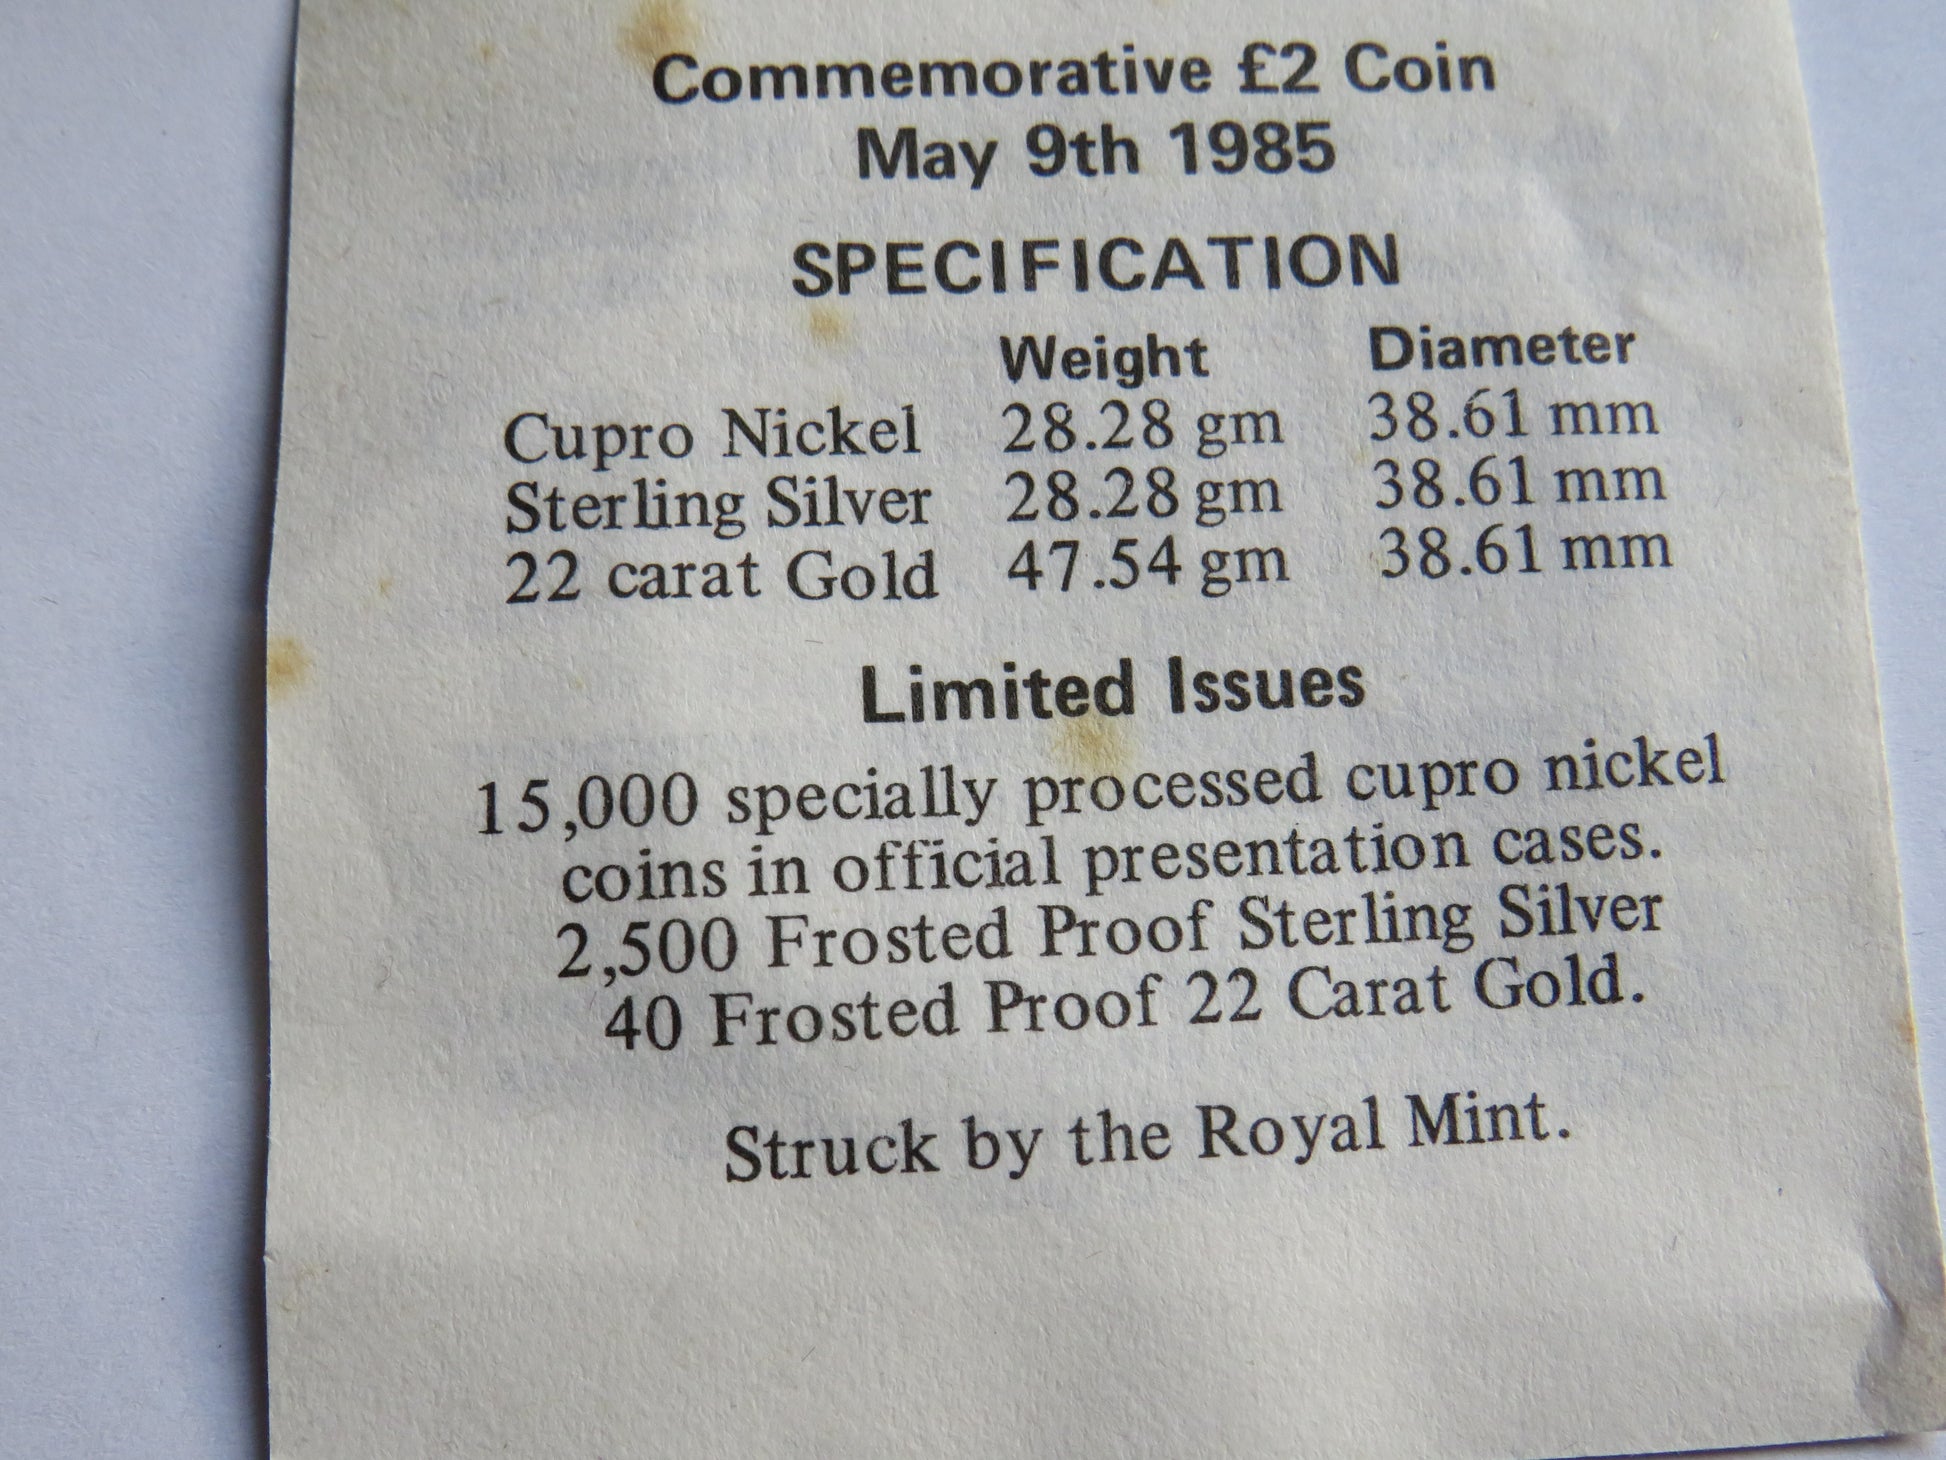 Commemorative £2 Coin
May 9th 1985
SPECIFICATION
Weight Diameter
Cupro Nickel 28.28 gm 38.61 mm
Sterling Silver 28.28 gm 38.61 mm
22 carat Gold 47.54 gm 38.61 mm
Limited Issues
15,000 specially processed cupro nickel
coins in official presentation cases.
2,500 Frosted Proof Sterling Silver
40 Frosted Proof 22 Carat Gold.
Struck by the Royal Mint.